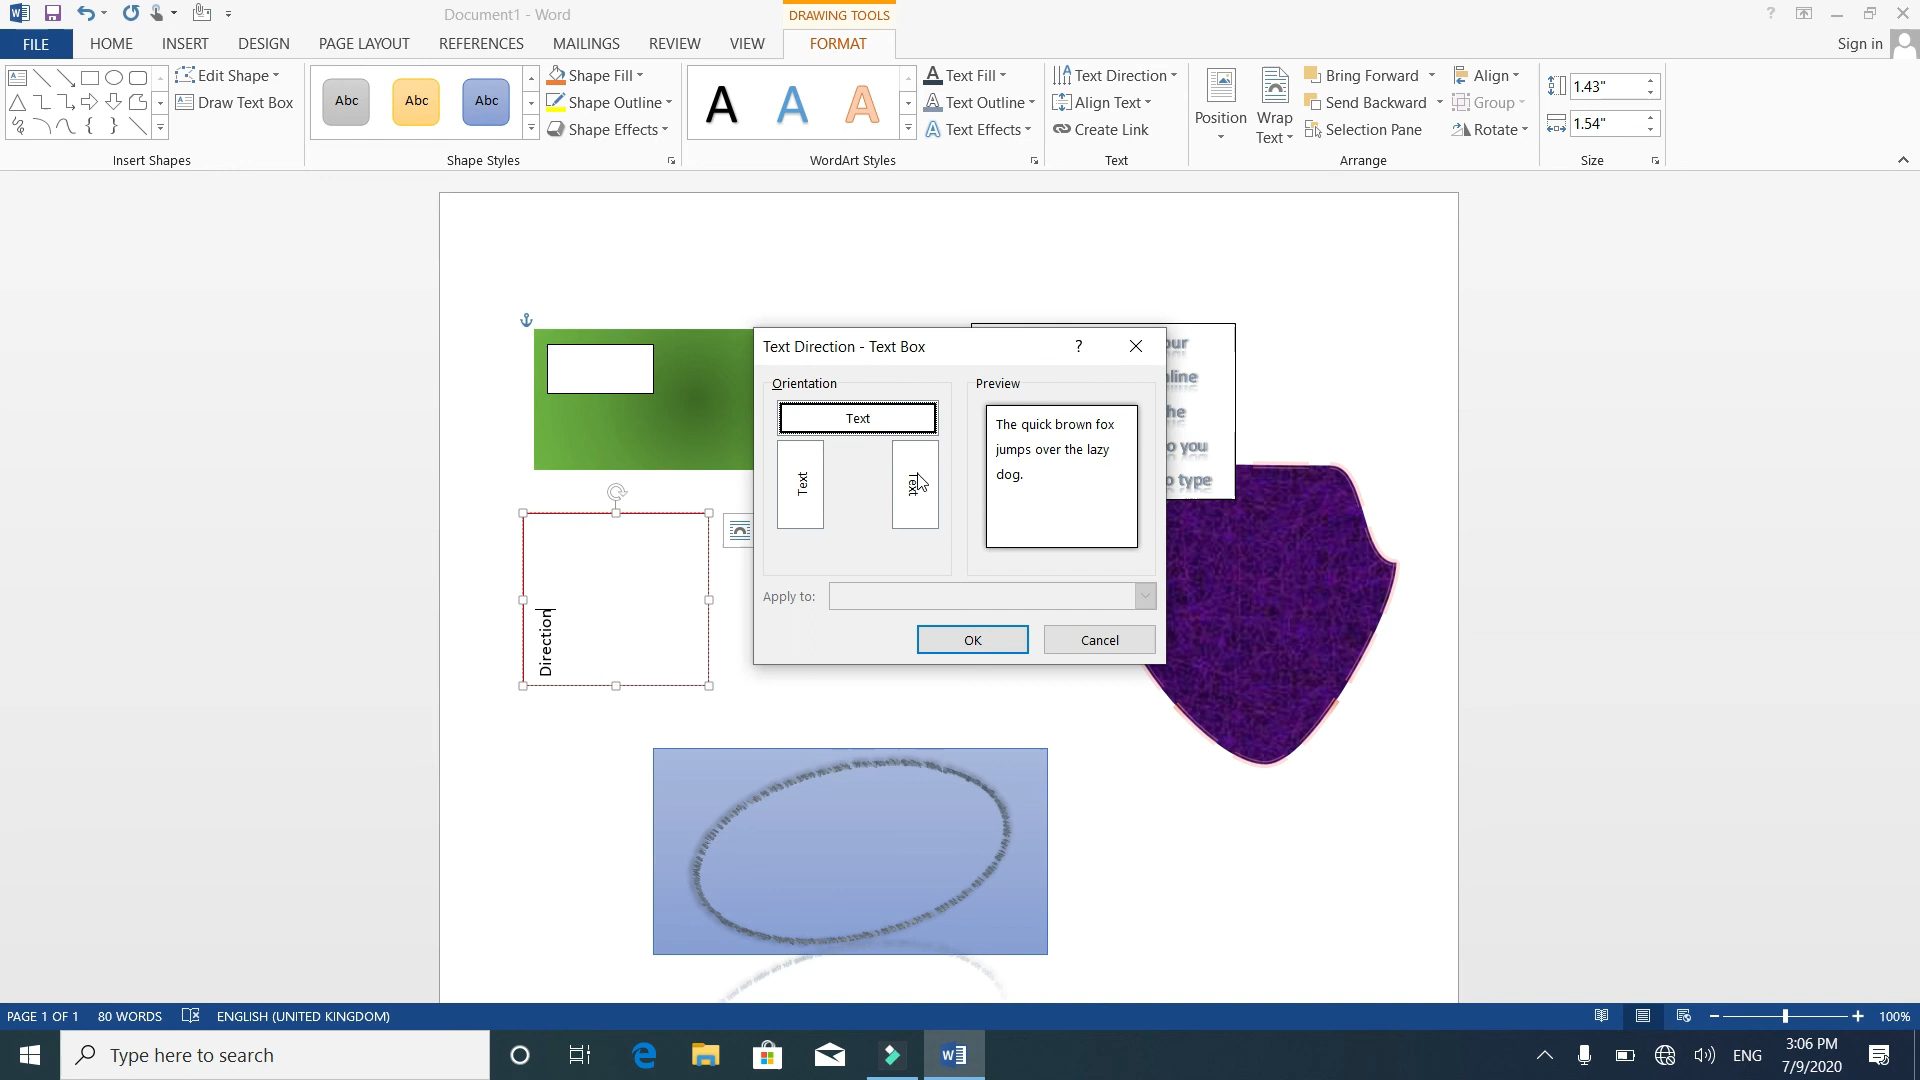 Document1 - Word
DRAWING TOOLS
?
FILE
HOME
INSERT
DESIGN
PAGE LAYOUT
REFERENCES
MAILINGS
REVIEW
VIEW
FORMAT
Sign in
Edit Shape
Draw Text Box
Insert Shapes
Abc
Abc
Abc
Shape Fill
Shape Outline
Shape Effects
Shape Styles
A
A
A
Text Fill
Text Outline
Text Effects
WordArt Styles
Text Direction
Align Text
Create Link
Text
Position
Wrap
Text
Bring Forward
Send Backward
Selection Pane
Align
Group
Rotate
Arrange
1.43"
1.54"
Size
our
line
he
o you
o type
Direction
Text Direction - Text Box
?
Orientation
Text
Text
Text
Preview
The quick brown fox
jumps over the lazy
dog.
Apply to:
OK
Cancel
PAGE 1 OF 1
80 WORDS
ENGLISH (UNITED KINGDOM)
100%
Type here to search
ENG
3:06 PM
7/9/2020